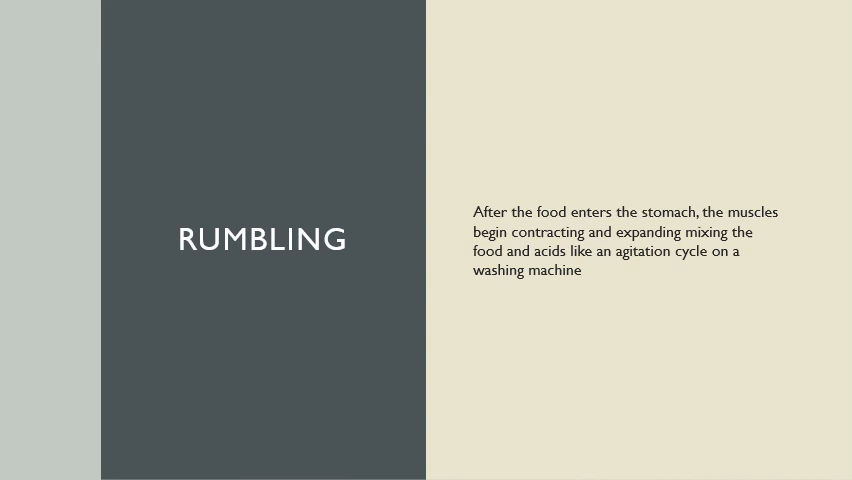 RUMBLING
After the food enters the stomach, the muscles
begin contracting and expanding mixing the
food and acids like an agitation cycle on a
washing machine